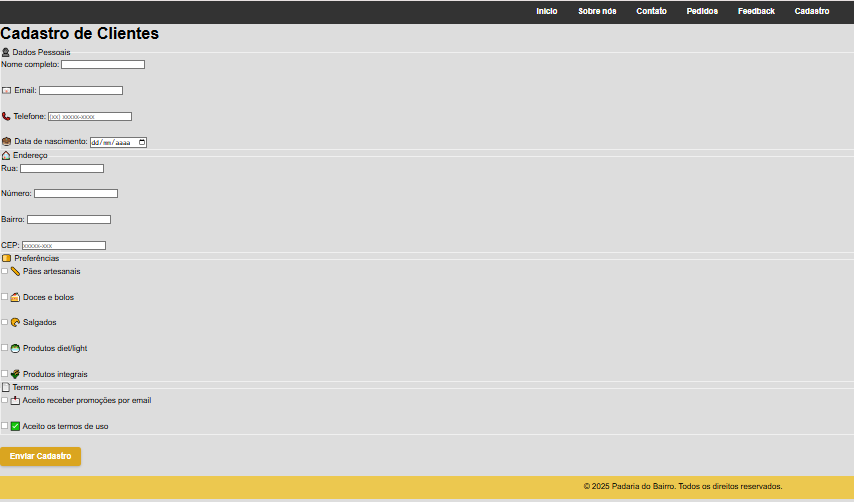 Início Sobre nós Contato Pedidos Feedback Cadastro
Cadastro de Clientes
Dados Pessoais
Nome completo:
Email:
Telefone: (xx) xxxxx-xxxx
Data de nascimento: dd/mm/aaaa
Endereço
Rua:
Número:
Bairro:
CEP: xxxxx-xxx
Preferências
Pães artesanais
Doces e bolos
Salgados
Produtos diet/light
Produtos integrais
Termos
Aceito receber promoções por email
Aceito os termos de uso
Enviar Cadastro
© 2025 Padaria do Bairro. Todos os direitos reservados.